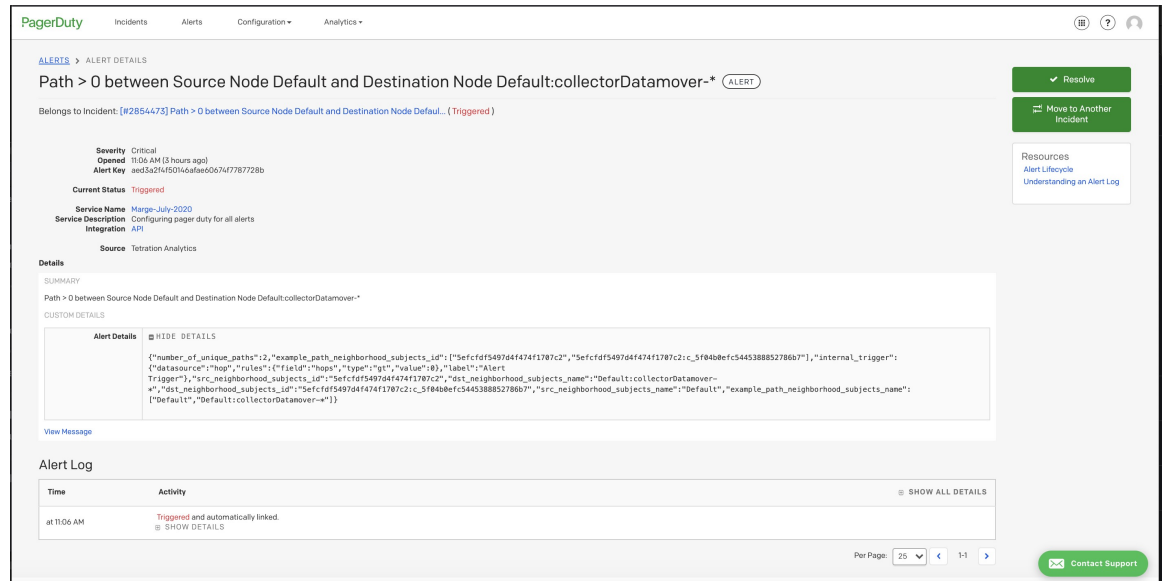 PagerDuty
Incidents
Alerts
Configuration
Analytics
?
ALERTS > ALERT DETAILS
Path > 0 between Source Node Default and Destination Node Default:collectorDatamover-* ALERT
Belongs to Incident: [#2854473] Path > 0 between Source Node Default and Destination Node Defaul... ( Triggered )
Resolve
Move to Another
Incident
Resources
Alert Lifecycle
Understanding an Alert Log
Severity Critical
Opened 11:06 AM (3 hours ago)
Alert Key aed3a2f4f50146afae60674f7787728b
Current Status Triggered
Service Name Marge-July-2020
Service Description Configuring pager duty for all alerts
Integration API
Source Tetration Analytics
Details
SUMMARY
Path > 0 between Source Node Default and Destination Node Default:collectorDatamover-*
CUSTOM DETAILS
Alert Details HIDE DETAILS
{"number_of_unique_paths":2,"example_path_neighborhood_subjects_id":["5efcfdf5497d4f474f1707c2","5efcfdf5497d4f474f1707c2:c_5f04b0efc5445388852786b7"],"internal_trigger":
{"datasource":"hop","rules":{"field":"hops","type":"gt","value":0},"label":"Alert
Trigger"},"src_neighborhood_subjects_id":"5efcfdf5497d4f474f1707c2","dst_neighborhood_subjects_name":"Default:collectorDatamover-
*","dst_neighborhood_subjects_id":"5efcfdf5497d4f474f1707c2:c_5f04b0efc5445388852786b7","src_neighborhood_subjects_name":"Default","example_path_neighborhood_subjects_name":
["Default","Default:collectorDatamover-*"]}
View Message
Alert Log
Time Activity SHOW ALL DETAILS
at 11:06 AM Triggered and automatically linked.
SHOW DETAILS
Per Page: 25 1-1
Contact Support